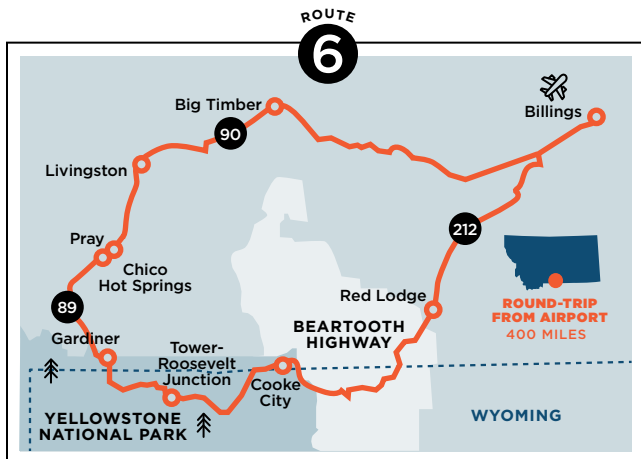 ROUTE
6
Big Timber
Billings
90
Livingston
212
Pray
Chico
Hot Springs
89
Red Lodge
ROUND-TRIP
FROM AIRPORT
400 MILES
BEARTOOTH
HIGHWAY
Gardiner
Tower-
Roosevelt
Junction
Cooke
City
YELLOWSTONE
NATIONAL PARK
WYOMING